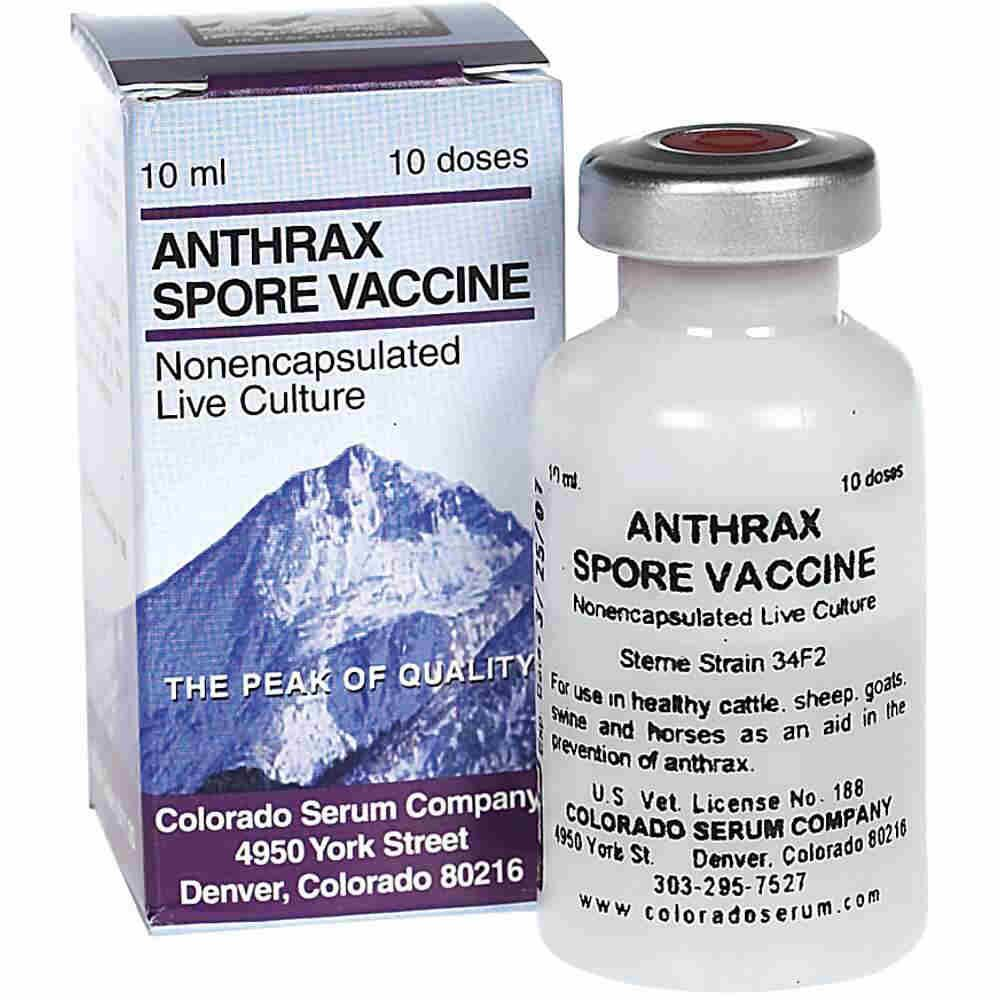 10 ml 10 doses
ANTHRAX
SPORE VACCINE
Nonencapsulated
Live Culture
THE PEAK OF QUALITY
Colorado Serum Company
4950 York Street
Denver, Colorado 80216
10 ml. 10 doses
ANTHRAX
SPORE VACCINE
Nonencapsulated Live Culture
Sterne Strain 34F2
For use in healthy cattle, sheep, goats,
swine and horses as an aid in the
prevention of anthrax.
U.S Vet. License No. 188
COLORADO SERUM COMPANY
4950 York St. Denver, Colorado 80216
303-295-7527
www.coloradoserum.com
3/25/07